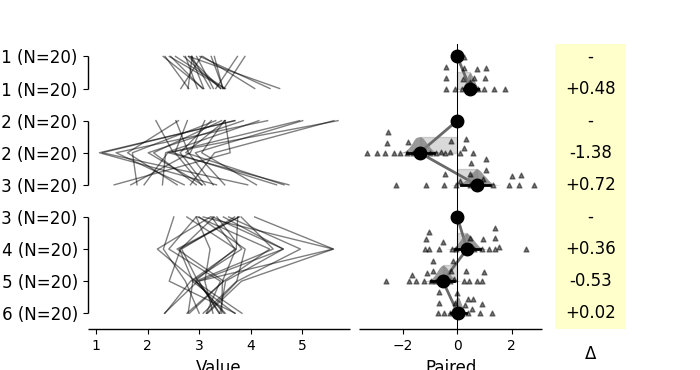 1 (N=20)
-
1 (N=20)
+0.48
2 (N=20)
-
2 (N=20)
-1.38
3 (N=20)
+0.72
3 (N=20)
-
4 (N=20)
+0.36
5 (N=20)
-0.53
6 (N=20)
+0.02
1 2 3 4 5
−2 0 2
Value
Paired
Δ